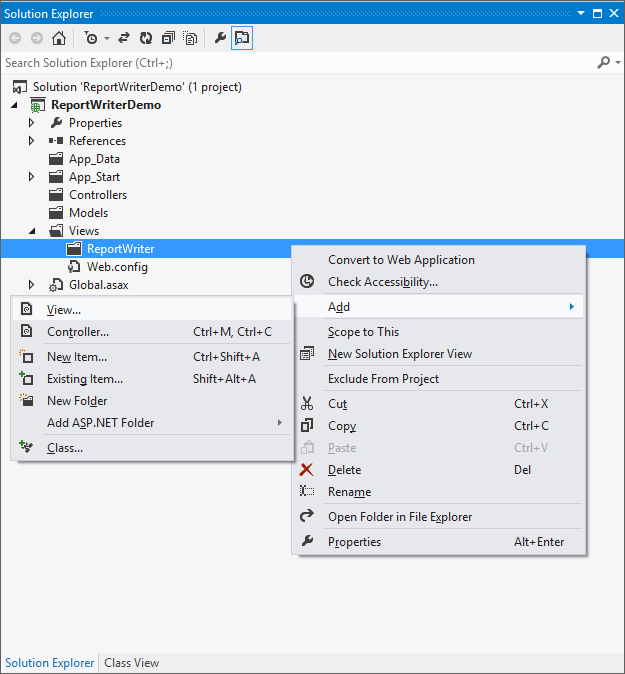 Solution Explorer
Search Solution Explorer (Ctrl+;)
Solution 'ReportWriterDemo' (1 project)
ReportWriterDemo
Properties
References
App_Data
App_Start
Controllers
Models
Views
ReportWriter
Web.config
Global.asax
Convert to Web Application
Check Accessibility...
Add
Scope to This
New Solution Explorer View
Exclude From Project
Cut Ctrl+X
Copy Ctrl+C
Paste Ctrl+V
Delete Del
Rename
Open Folder in File Explorer
Properties Alt+Enter
View...
Controller... Ctrl+M, Ctrl+C
New Item... Ctrl+Shift+A
Existing Item... Shift+Alt+A
New Folder
Add ASP.NET Folder
Class...
Solution Explorer Class View